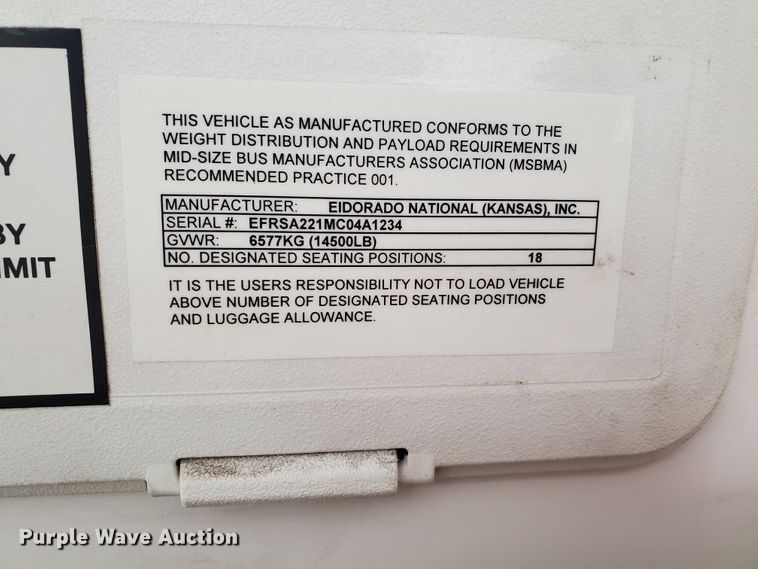 Y
BY
IMIT
THIS VEHICLE AS MANUFACTURED CONFORMS TO THE
WEIGHT DISTRIBUTION AND PAYLOAD REQUIREMENTS IN
MID-SIZE BUS MANUFACTURERS ASSOCIATION (MSBMA)
RECOMMENDED PRACTICE 001.
MANUFACTURER: EIDORADO NATIONAL (KANSAS), INC.
SERIAL #: EFRSA221MC04A1234
GVWR: 6577KG (14500LB)
NO. DESIGNATED SEATING POSITIONS: 18
IT IS THE USERS RESPONSIBILITY NOT TO LOAD VEHICLE
ABOVE NUMBER OF DESIGNATED SEATING POSITIONS
AND LUGGAGE ALLOWANCE.
Purple Wave Auction